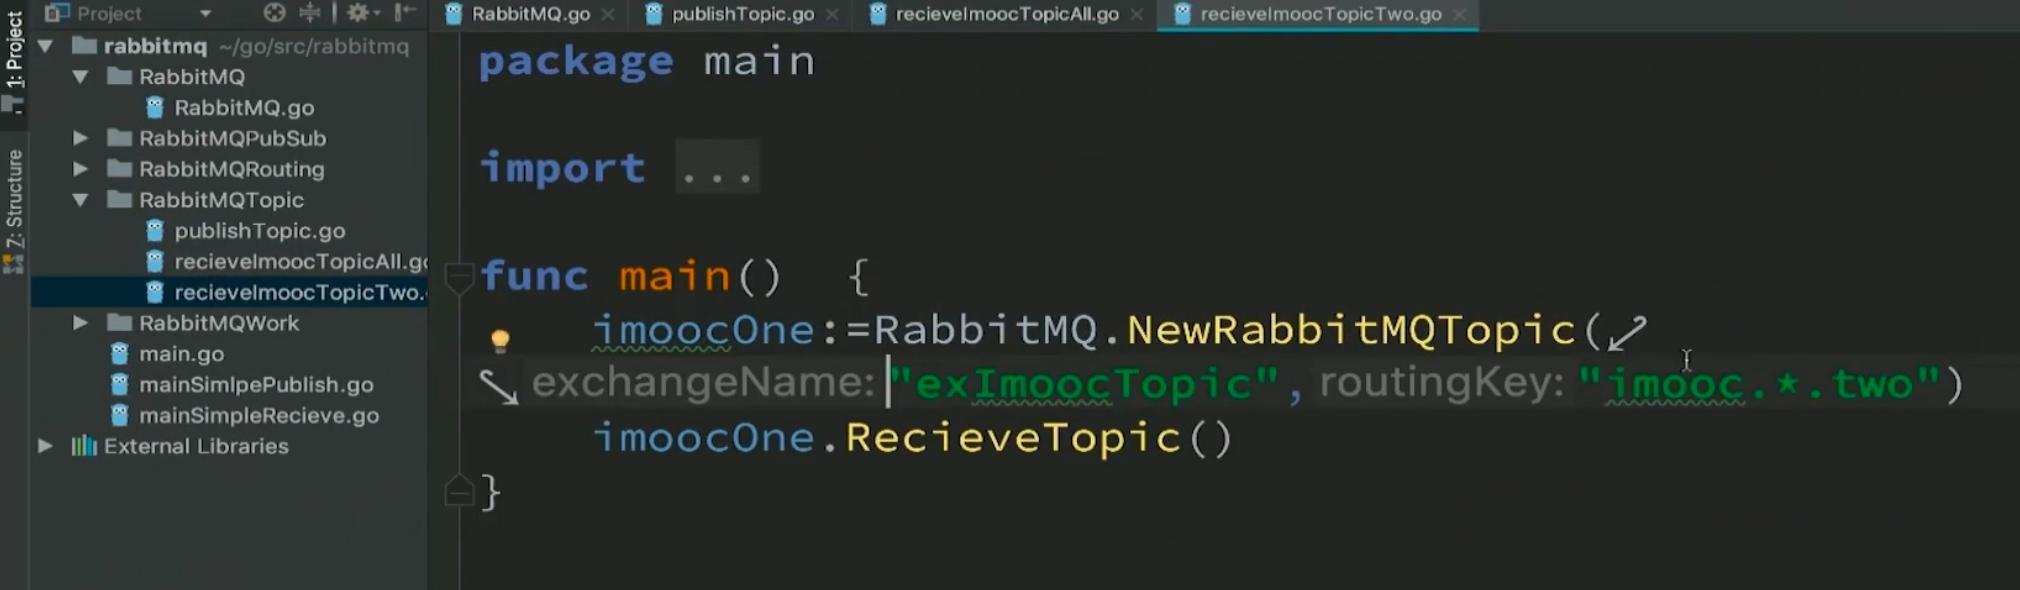 1: Project
Z: Structure
Project
rabbitmq ~/go/src/rabbitmq
RabbitMQ
RabbitMQ.go
RabbitMQPubSub
RabbitMQRouting
RabbitMQTopic
publishTopic.go
recieveImoocTopicAll.go
recieveImoocTopicTwo.
RabbitMQWork
main.go
mainSimlpePublish.go
mainSimpleRecieve.go
External Libraries
RabbitMQ.go publishTopic.go recieveImoocTopicAll.go recieveImoocTopicTwo.go
package main
import ...
func main() {
imoocOne:=RabbitMQ.NewRabbitMQTopic(
exchangeName: "exImoocTopic", routingKey: "imooc.*.two")
imoocOne.RecieveTopic()
}